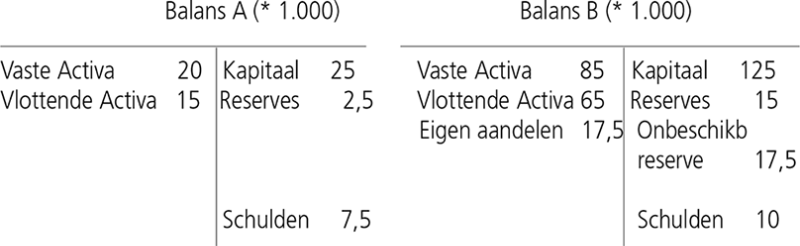 Balans A (* 1.000)
Vaste Activa 20 Kapitaal 25
Vlottende Activa 15 Reserves 2,5
Schulden 7,5
Balans B (* 1.000)
Vaste Activa 85 Kapitaal 125
Vlottende Activa 65 Reserves 15
Eigen aandelen 17,5 Onbeschikb
reserve 17,5
Schulden 10